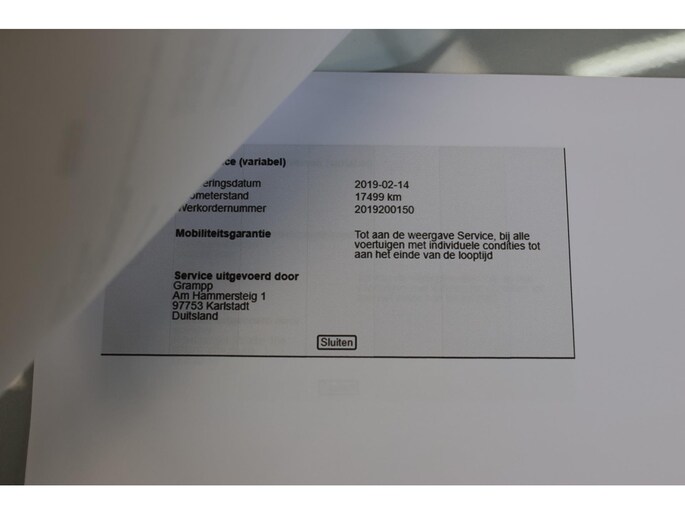 ce (variabel)
eringsdatum 2019-02-14
ometerstand 17499 km
Werkordernummer 2019200150
Mobiliteitsgarantie Tot aan de weergave Service, bij alle
voertuigen met individuele condities tot
aan het einde van de looptijd
Service uitgevoerd door
Grampp
Am Hammersteig 1
97753 Karlstadt
Duitsland
Sluiten